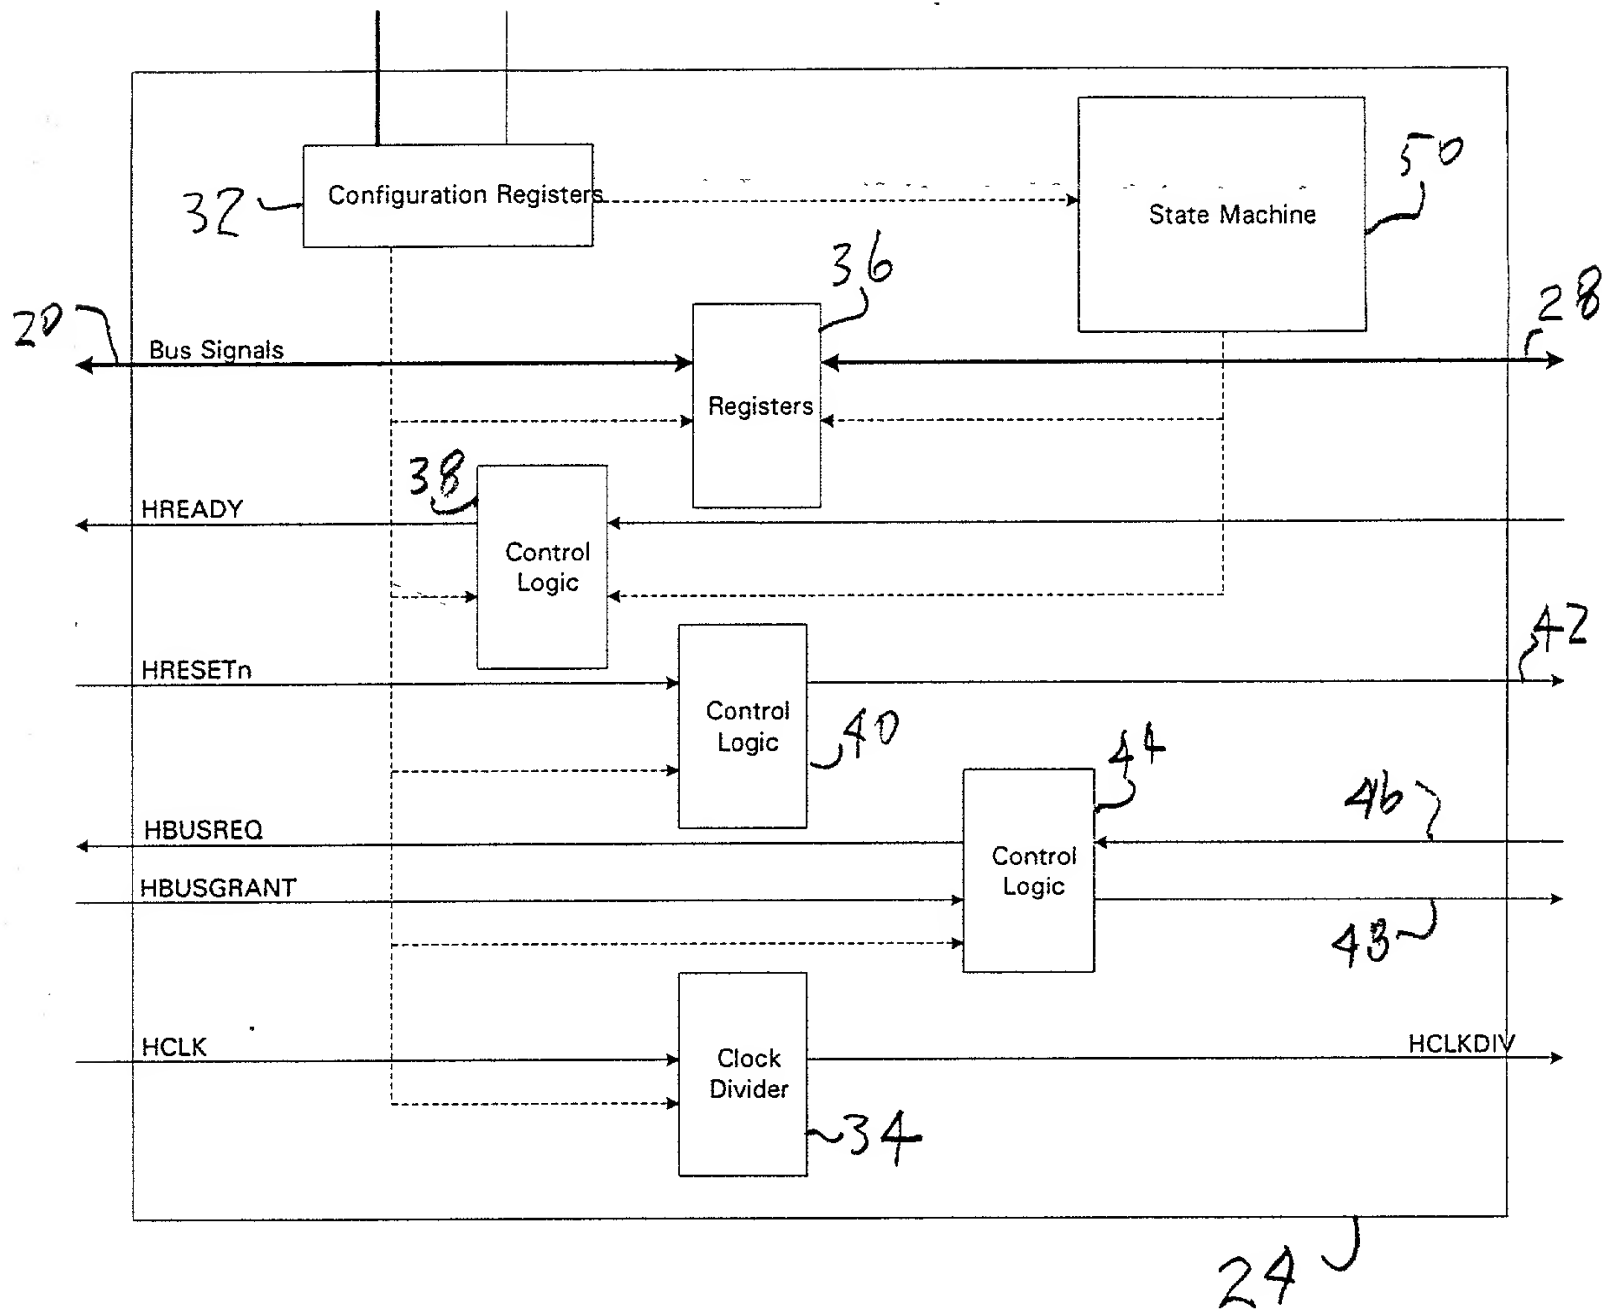 50
32
Configuration Registers
State Machine
36
28
20
Bus Signals
Registers
38
HREADY
Control
Logic
42
HRESETn
Control
Logic
40
44
46
HBUSREQ
Control
Logic
HBUSGRANT
48
HCLK
Clock
Divider
HCLKDIV
34
24